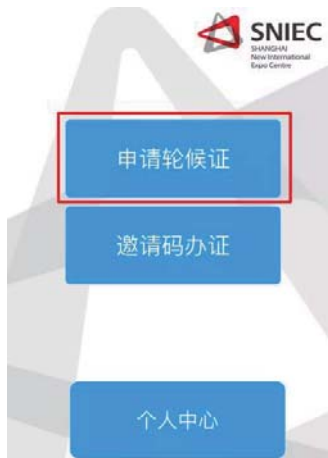 SNIEC
SHANGHAI
New International
Expo Centre
申请轮候证
邀请码办证
个人中心